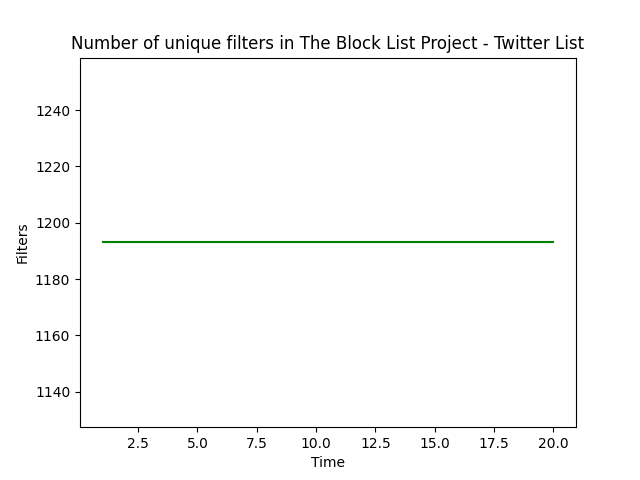 Number of unique filters in The Block List Project - Twitter List
1240
1220
1200
1180
1160
1140
Filters
2.5 5.0 7.5 10.0 12.5 15.0 17.5 20.0
Time